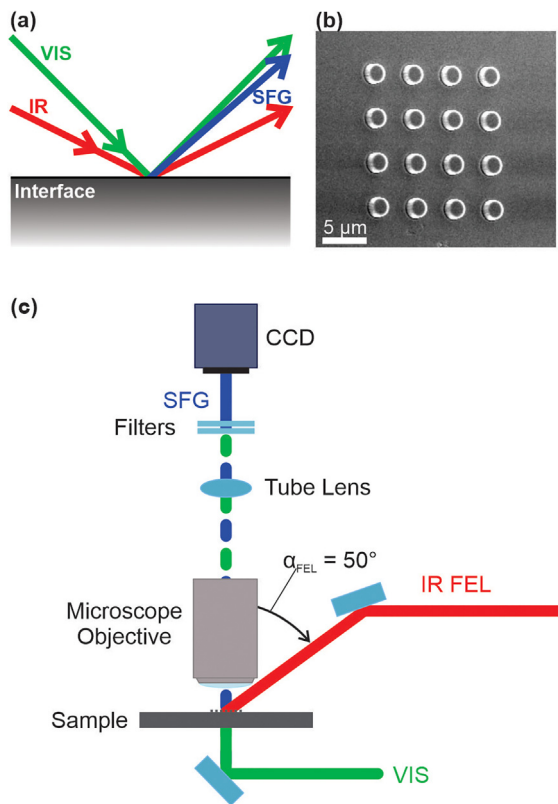 (a)
VIS
IR
SFG
Interface
(b)
5 µm
(c)
CCD
SFG
Filters
Tube Lens
α_FEL = 50°
IR FEL
Microscope
Objective
Sample
VIS